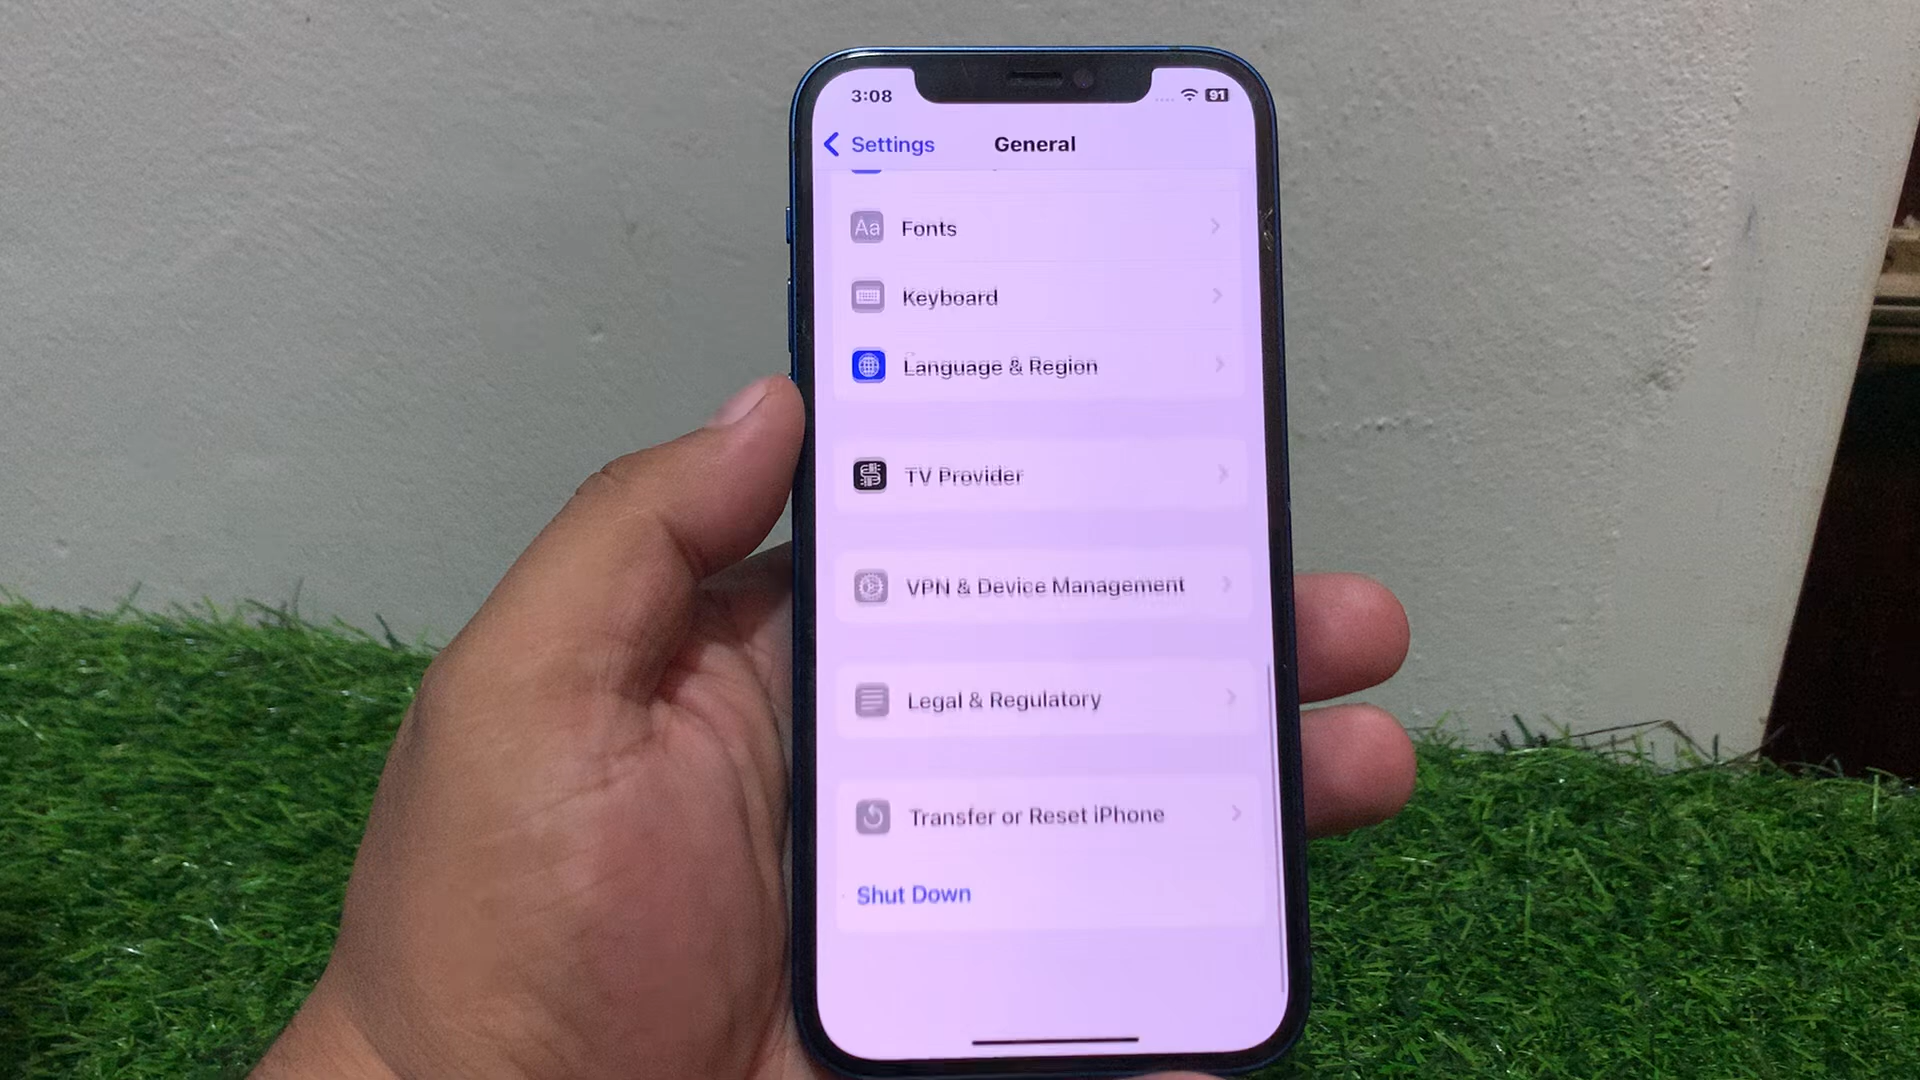 3:08
91
Settings
General
Aa
Fonts
Keyboard
Language & Region
TV Provider
VPN & Device Management
Legal & Regulatory
Transfer or Reset iPhone
Shut Down